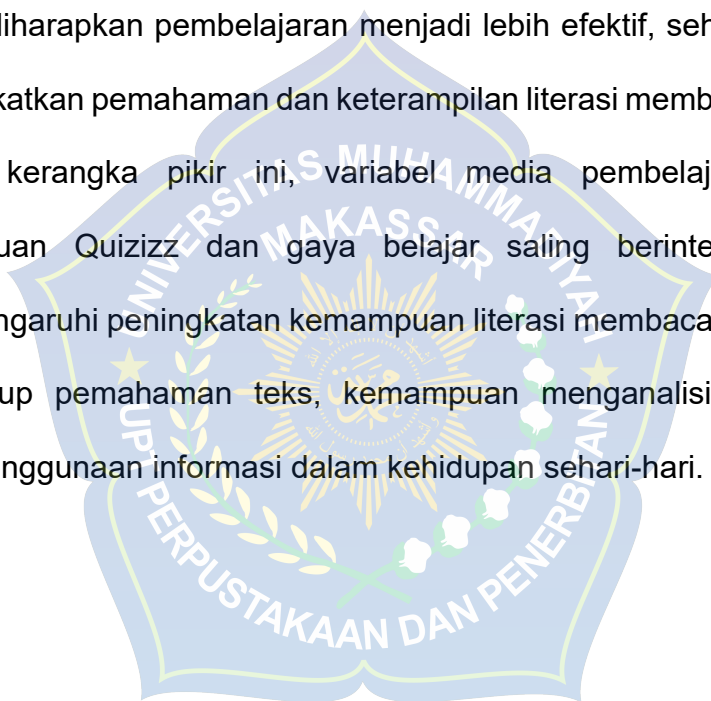 diharapkan pembelajaran menjadi lebih efektif, seh
katkan pemahaman dan keterampilan literasi memb
kerangka pikir ini, variabel media pembelaj
uan Quizizz dan gaya belajar saling berinte
ngaruhi peningkatan kemampuan literasi membaca
up pemahaman teks, kemampuan menganalisi
nggunaan informasi dalam kehidupan sehari-hari.
UNIVERSITAS MUHAMMADIYAH
MAKASSAR
UPT PERPUSTAKAAN DAN PENERBITAN